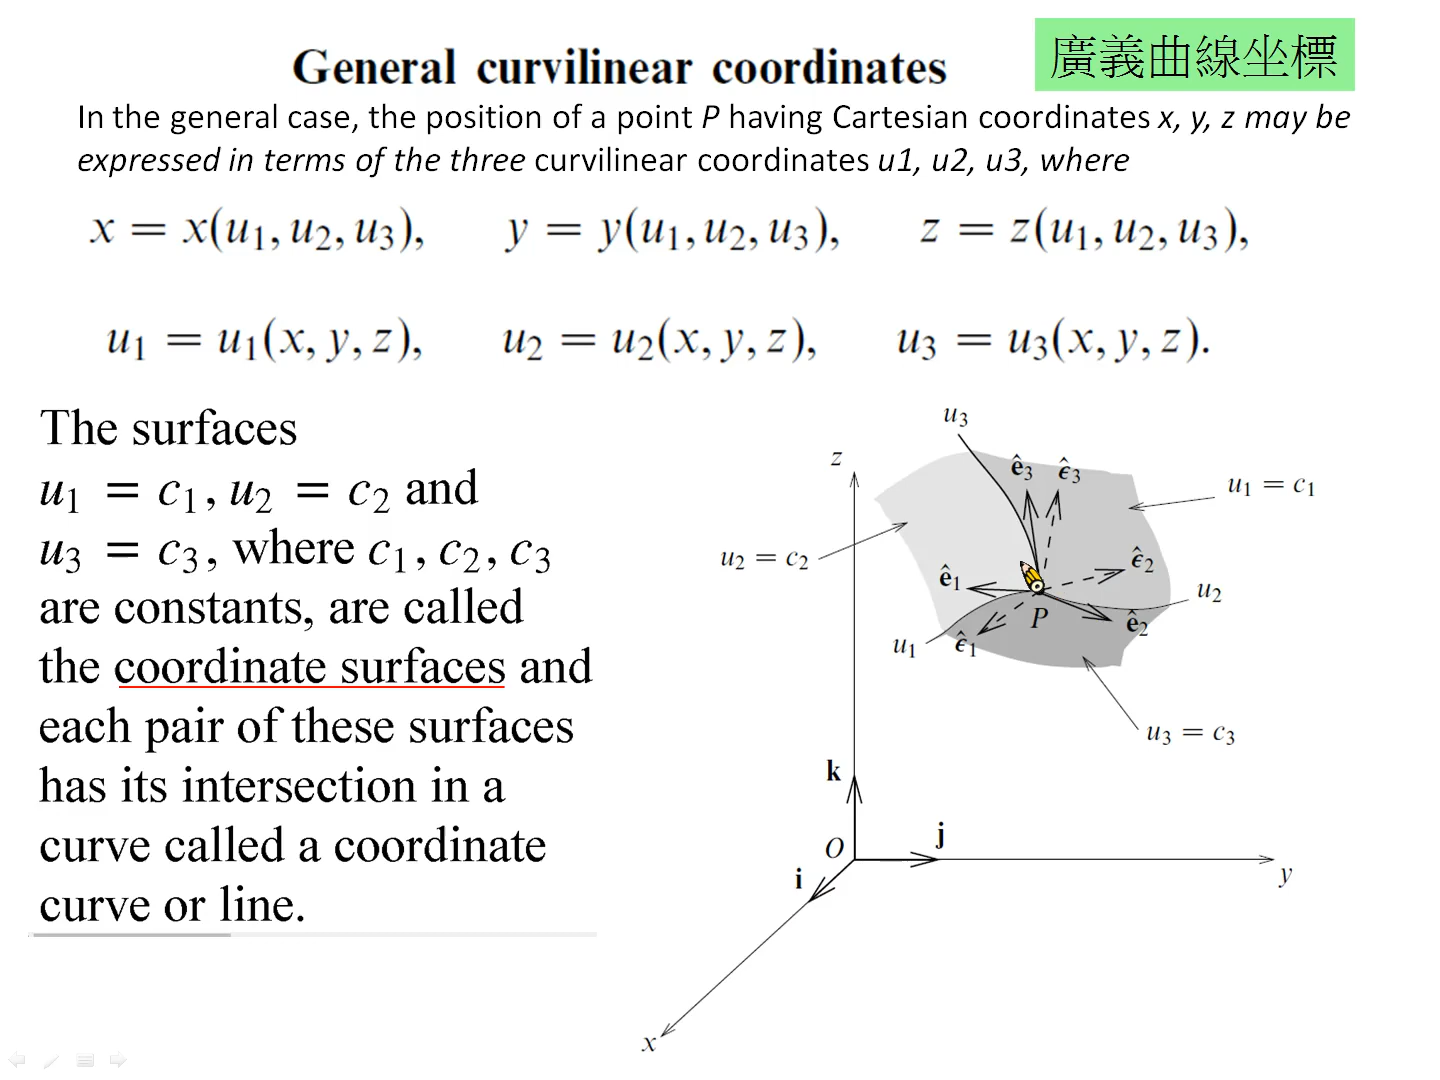 General curvilinear coordinates
廣義曲線坐標
In the general case, the position of a point P having Cartesian coordinates x, y, z may be
expressed in terms of the three curvilinear coordinates u1, u2, u3, where
x = x(u₁, u₂, u₃), y = y(u₁, u₂, u₃), z = z(u₁, u₂, u₃),
u₁ = u₁(x, y, z), u₂ = u₂(x, y, z), u₃ = u₃(x, y, z).
The surfaces
u₁ = c₁, u₂ = c₂ and
u₃ = c₃, where c₁, c₂, c₃
are constants, are called
the coordinate surfaces and
each pair of these surfaces
has its intersection in a
curve called a coordinate
curve or line.
u₃
z
ê₃ ϵ̂₃
u₁ = c₁
u₂ = c₂
ê₁
ϵ̂₂
u₂
P
ê₂
u₁
ϵ̂₁
u₃ = c₃
k
O
j
i
y
x